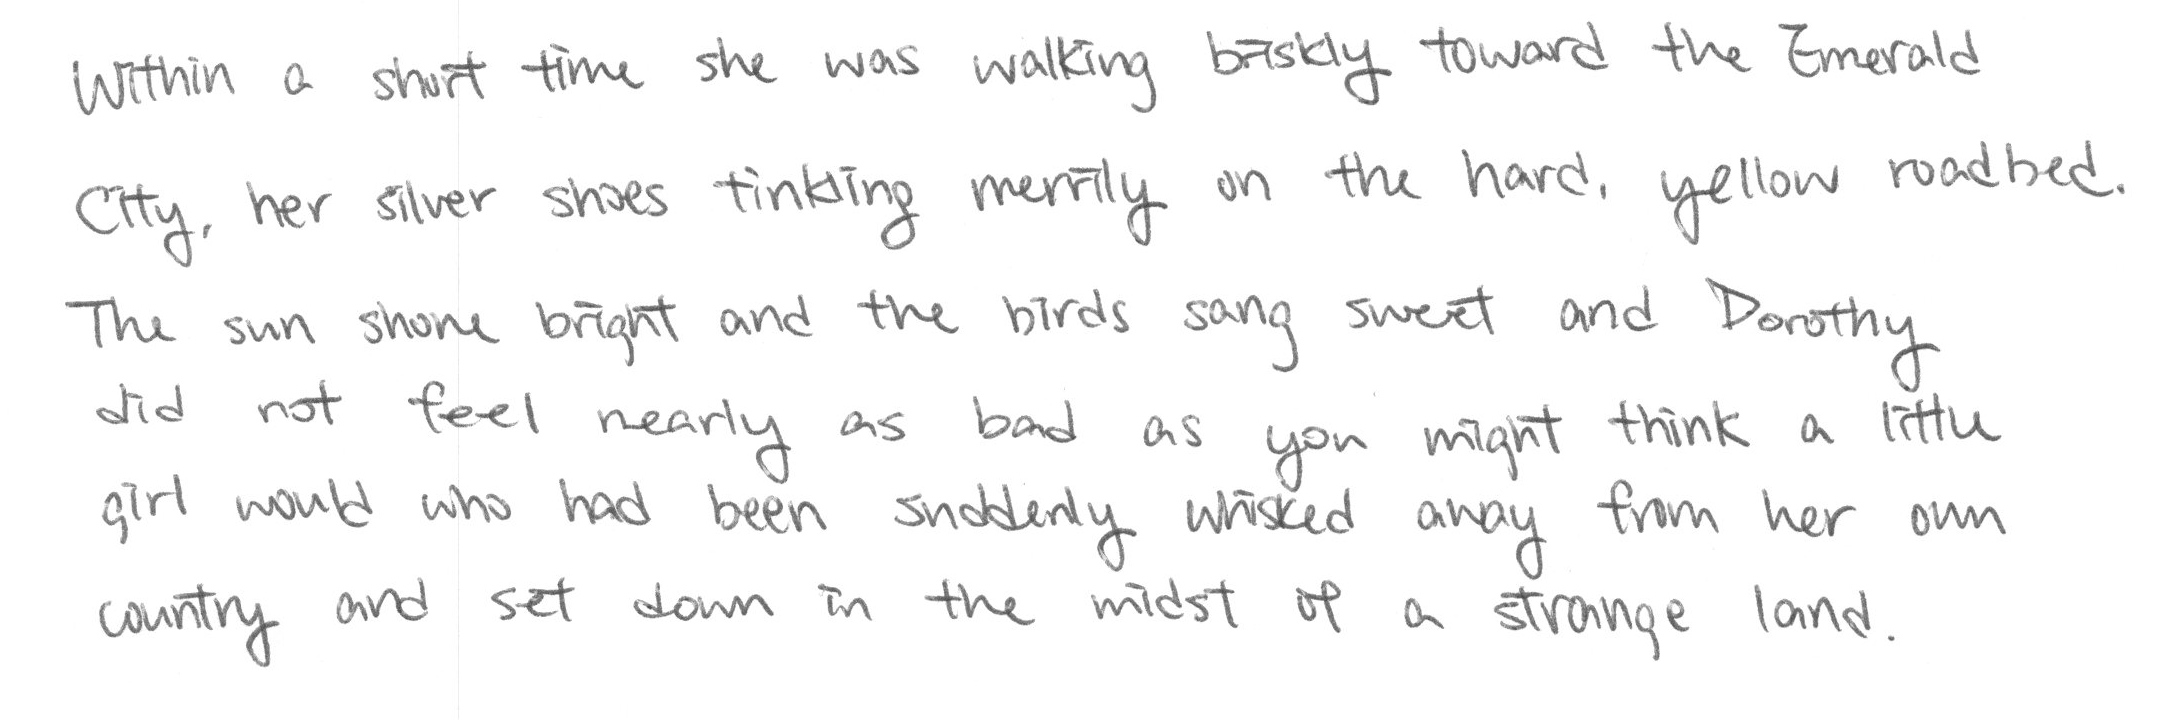 Within a short time she was walking briskly toward the Emerald
City, her silver shoes tinkling merrily on the hard, yellow roadbed.
The sun shone bright and the birds sang sweet and Dorothy
did not feel nearly as bad as you might think a little
girl would who had been suddenly whisked away from her own
country and set down in the midst of a strange land.